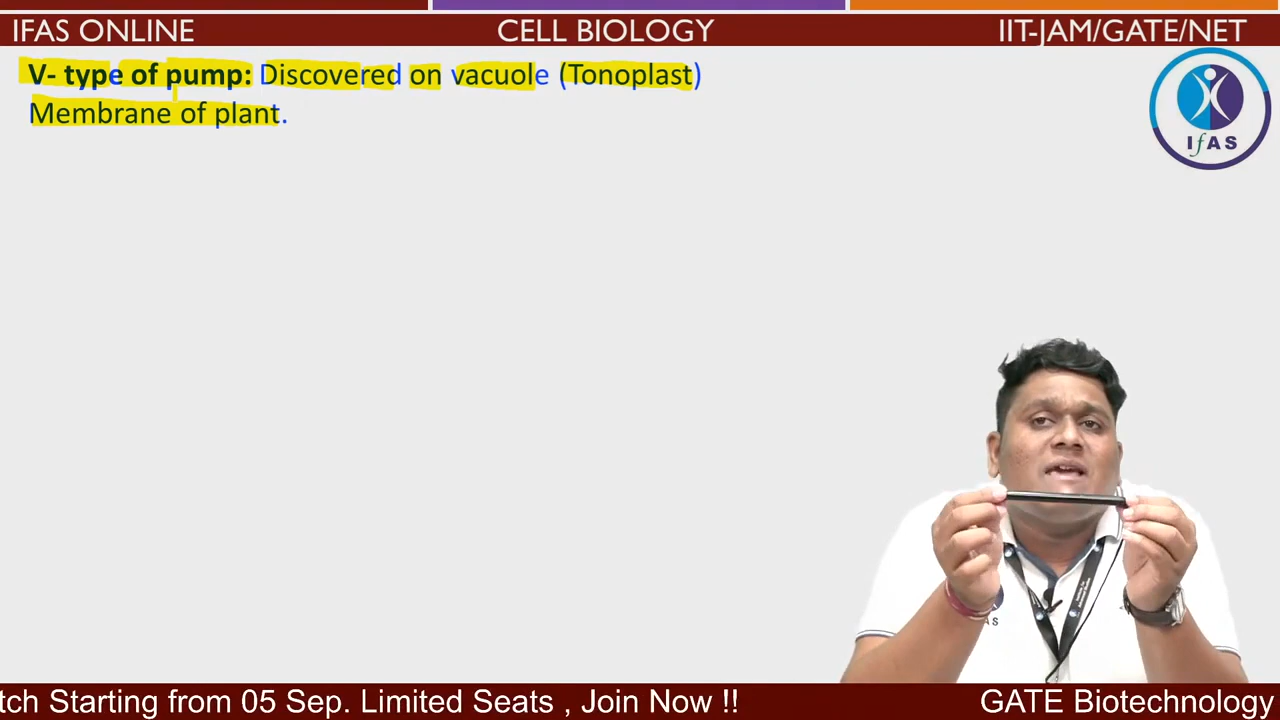 IFAS ONLINE
CELL BIOLOGY
IIT-JAM/GATE/NET
V- type of pump: Discovered on vacuole (Tonoplast)
Membrane of plant.
IfAS
AS
tch Starting from 05 Sep. Limited Seats , Join Now !!
GATE Biotechnology